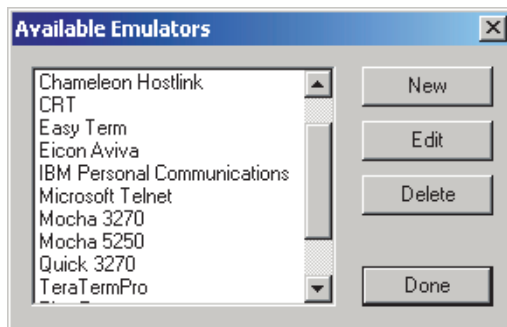 Available Emulators
Chameleon Hostlink
CRT
Easy Term
Eicon Aviva
IBM Personal Communications
Microsoft Telnet
Mocha 3270
Mocha 5250
Quick 3270
TeraTermPro
New
Edit
Delete
Done